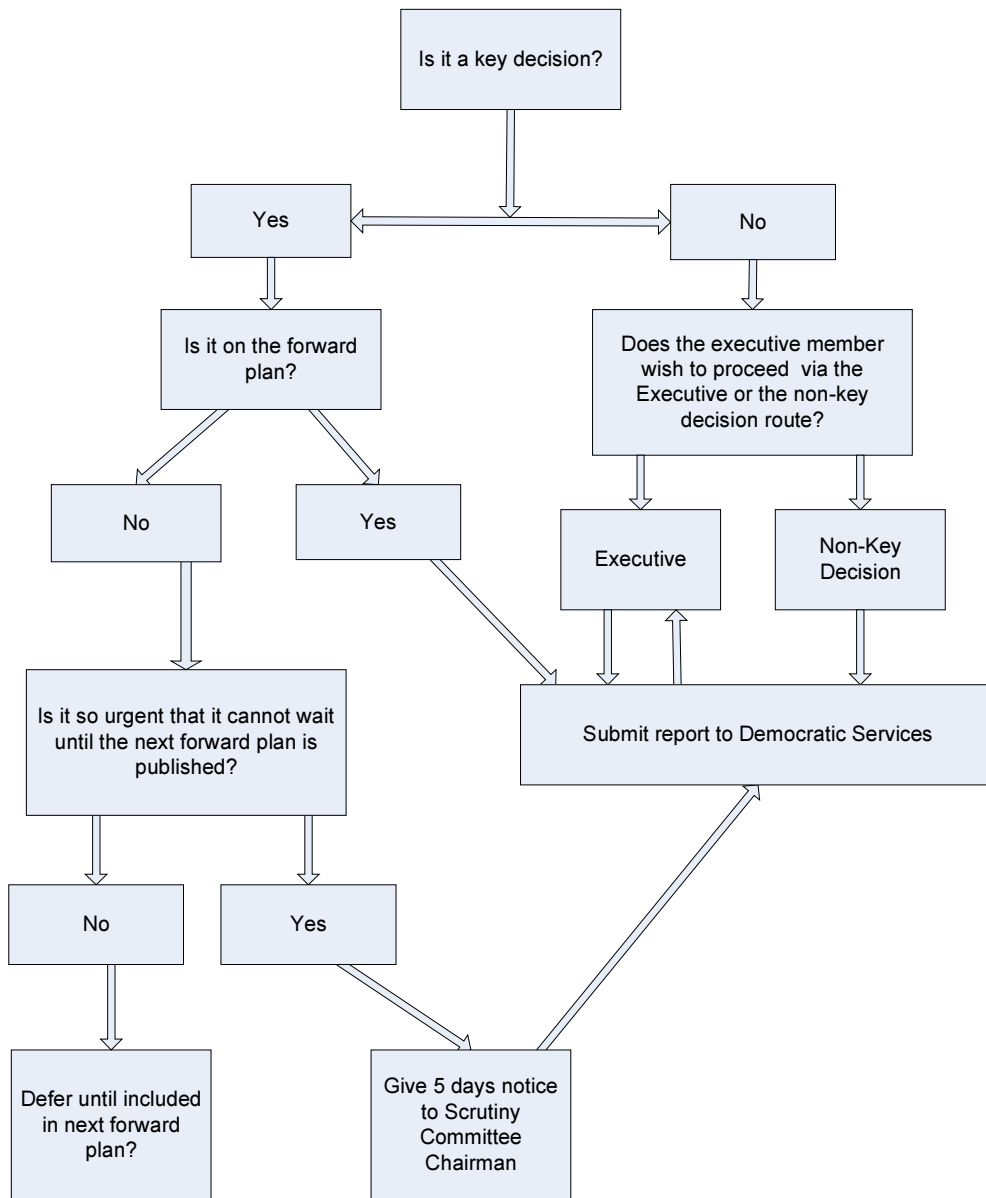 Is it a key decision?
Yes
No
Is it on the forward
plan?
Does the executive member
wish to proceed  via the
Executive or the non-key
decision route?
No
Yes
Executive
Non-Key
Decision
Is it so urgent that it cannot wait
until the next forward plan is
published?
Submit report to Democratic Services
No
Yes
Defer until included
in next forward
plan?
Give 5 days notice
to Scrutiny
Committee
Chairman